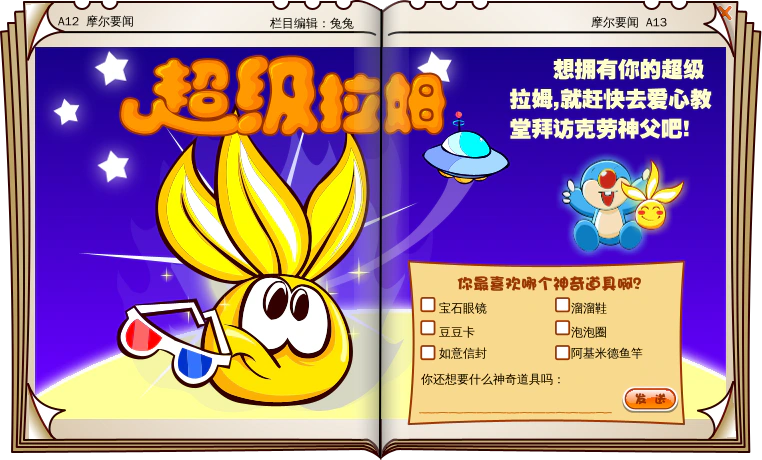 A12 摩尔要闻
栏目编辑：兔兔
摩尔要闻 A13
超级拉姆
想拥有你的超级
拉姆,就赶快去爱心教
堂拜访克劳神父吧!
你最喜欢哪个神奇道具啊?
宝石眼镜
溜溜鞋
豆豆卡
泡泡圈
如意信封
阿基米德鱼竿
你还想要什么神奇道具吗：
发 送